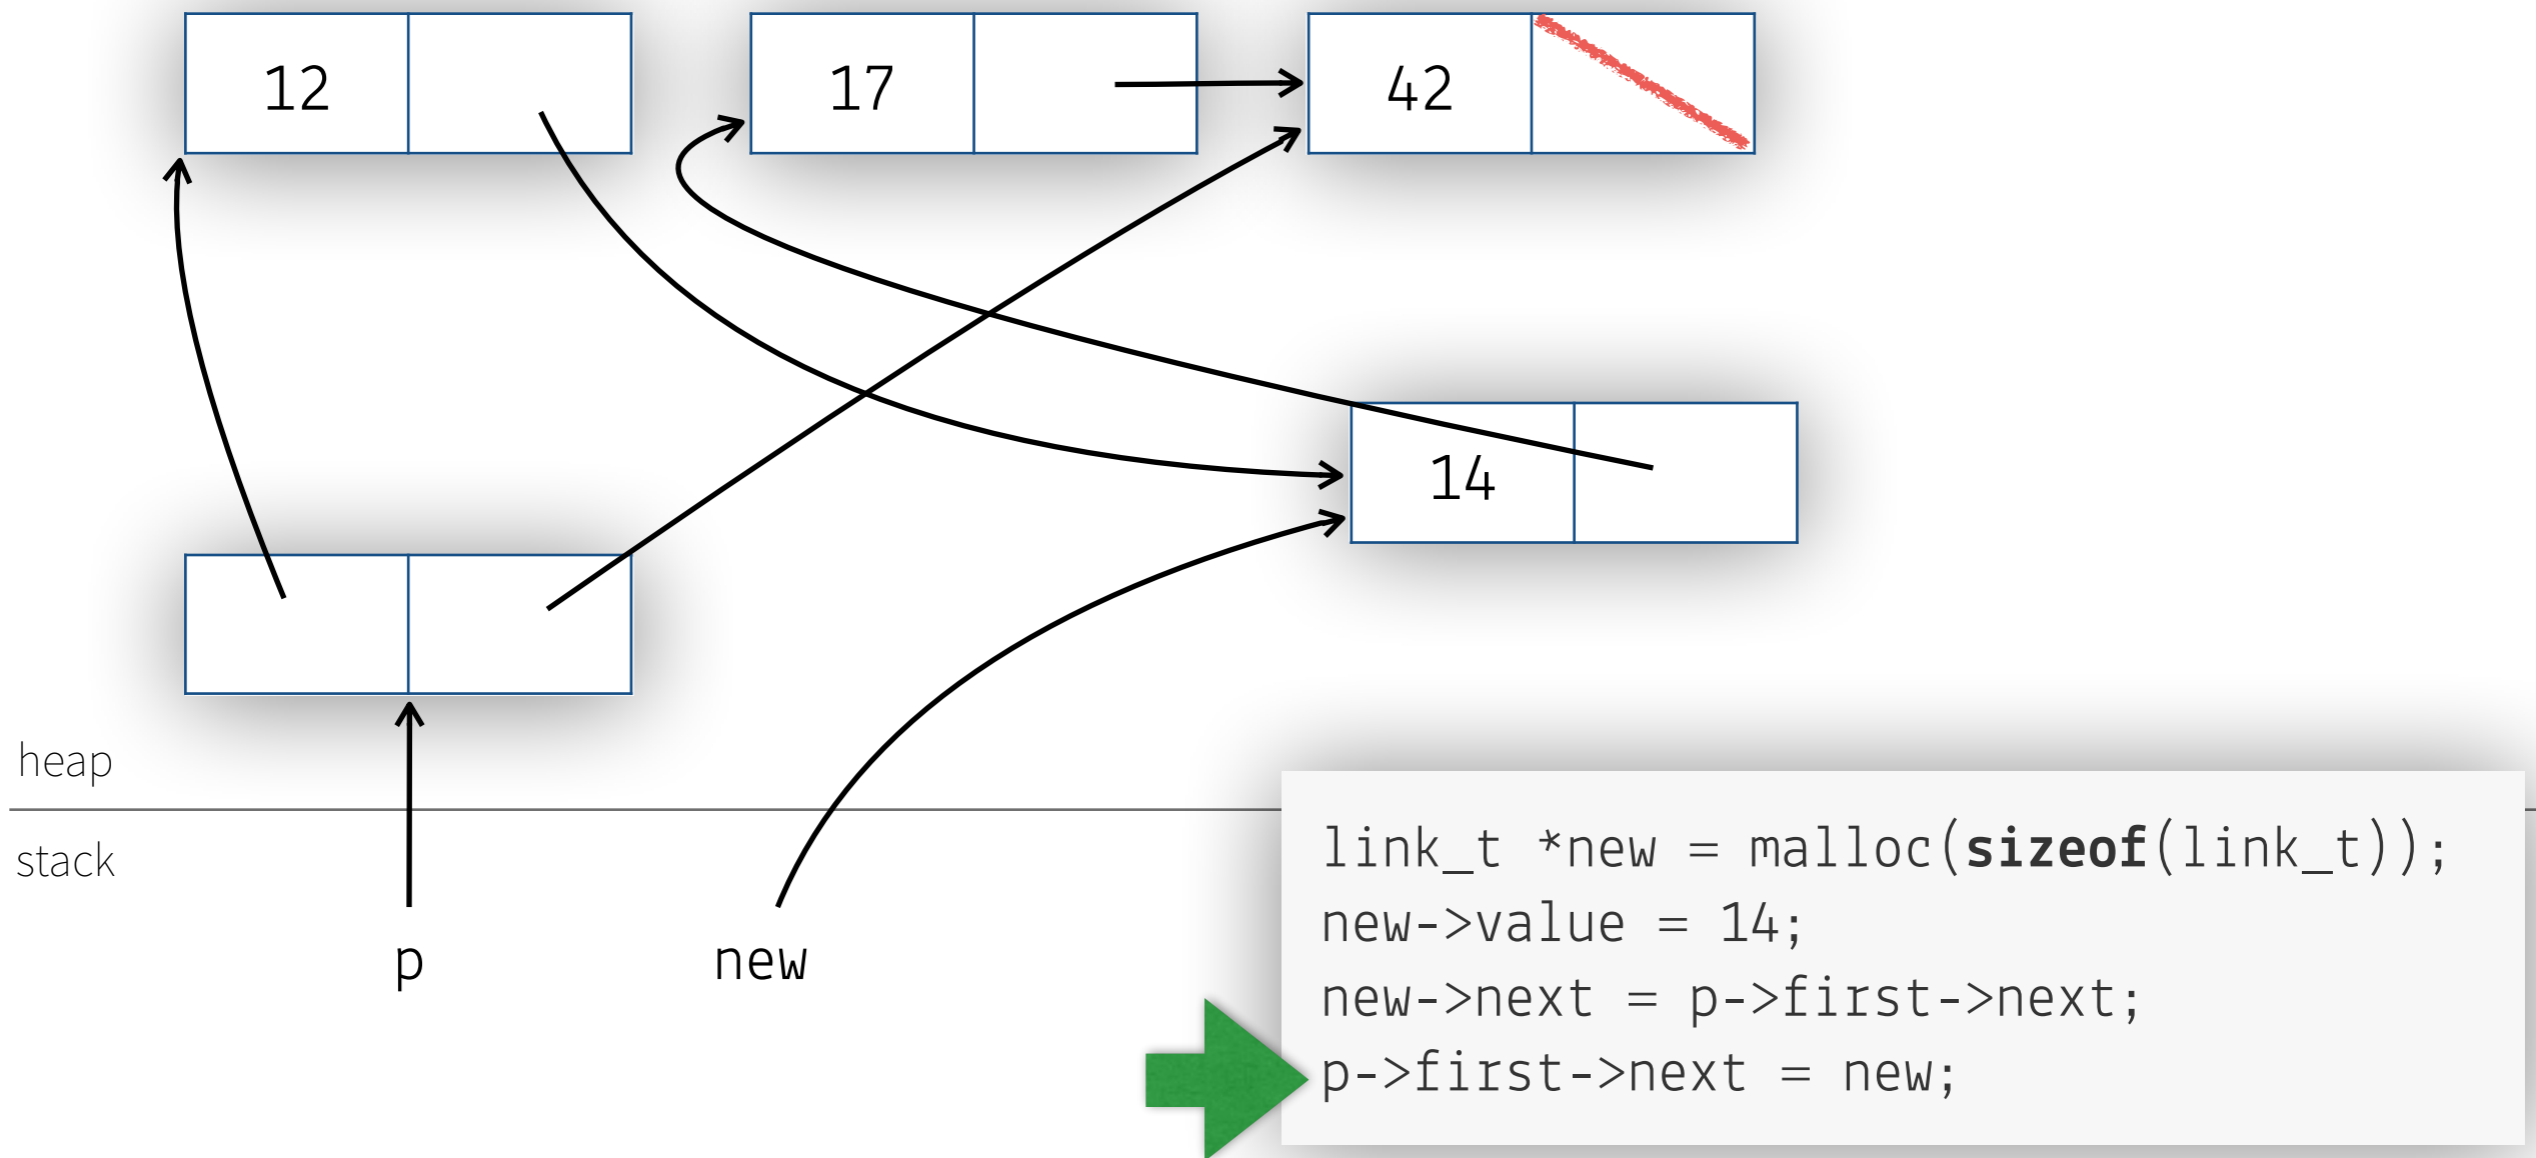 12
17
42
14
heap
stack
p
new
link_t *new = malloc(sizeof(link_t));
new->value = 14;
new->next = p->first->next;
p->first->next = new;